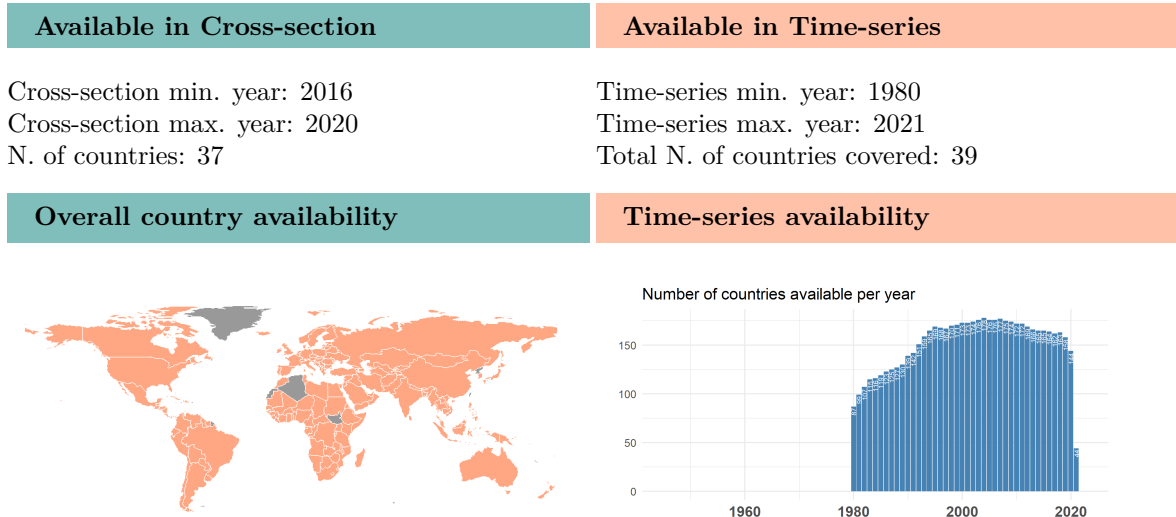 Available in Cross-section
Available in Time-series
Cross-section min. year: 2016
Cross-section max. year: 2020
N. of countries: 37
Time-series min. year: 1980
Time-series max. year: 2021
Total N. of countries covered: 39
Overall country availability
Time-series availability
Number of countries available per year
150
100
50
0
1960
1980
2000
2020